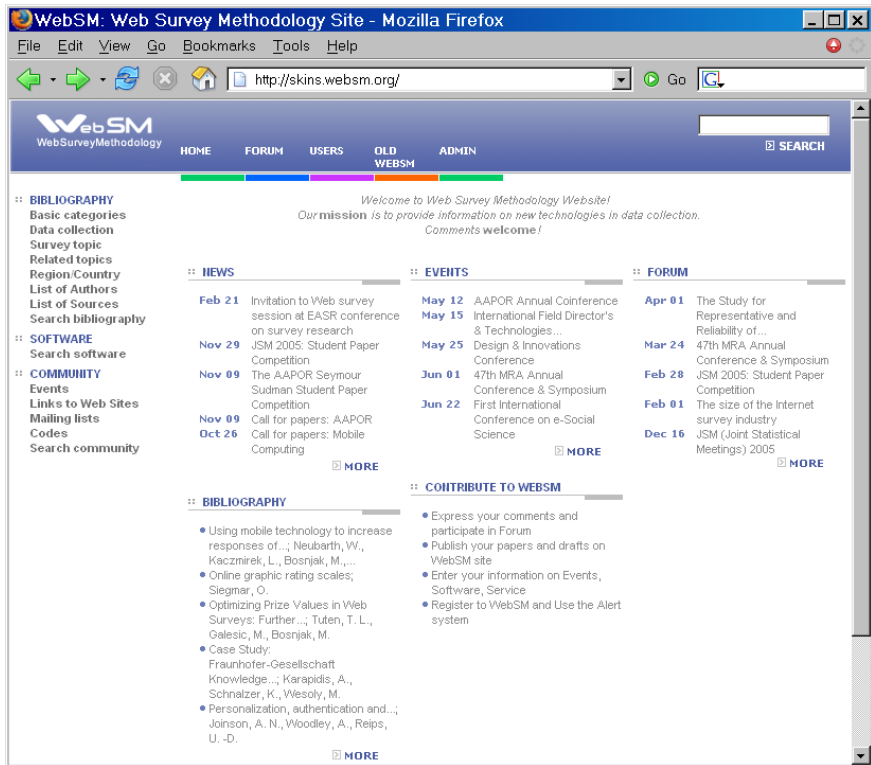 WebSM: Web Survey Methodology Site - Mozilla Firefox
File Edit View Go Bookmarks Tools Help
http://skins.websm.org/ Go G
WebSM
WebSurveyMethodology
HOME FORUM USERS OLD WEBSM ADMIN
SEARCH
BIBLIOGRAPHY
Basic categories
Data collection
Survey topic
Related topics
Region/Country
List of Authors
List of Sources
Search bibliography
SOFTWARE
Search software
COMMUNITY
Events
Links to Web Sites
Mailing lists
Codes
Search community
Welcome to Web Survey Methodology Website!
Our mission is to provide information on new technologies in data collection.
Comments welcome!
NEWS
Feb 21 Invitation to Web survey
session at EASR conference
on survey research
Nov 29 JSM 2005: Student Paper
Competition
Nov 09 The AAPOR Seymour
Sudman Student Paper
Competition
Nov 09 Call for papers: AAPOR
Oct 26 Call for papers: Mobile
Computing
MORE
EVENTS
May 12 AAPOR Annual Coinference
May 15 International Field Director's
& Technologies...
May 25 Design & Innovations
Conference
Jun 01 47th MRA Annual
Conference & Symposium
Jun 22 First International
Conference on e-Social
Science
MORE
FORUM
Apr 01 The Study for
Representative and
Reliability of...
Mar 24 47th MRA Annual
Conference & Symposium
Feb 28 JSM 2005: Student Paper
Competition
Feb 01 The size of the Internet
survey industry
Dec 16 JSM (Joint Statistical
Meetings) 2005
MORE
BIBLIOGRAPHY
Using mobile technology to increase
responses of...; Neubarth, W.,
Kaczmirek, L., Bosnjak, M.,...
Online graphic rating scales;
Siegmar, O.
Optimizing Prize Values in Web
Surveys: Further...; Tuten, T. L.,
Galesic, M., Bosnjak, M.
Case Study:
Fraunhofer-Gesellschaft
Knowledge...; Karapidis, A.,
Schnalzer, K., Wesoly, M.
Personalization, authentication and...;
Joinson, A. N., Woodley, A., Reips,
U. -D.
MORE
CONTRIBUTE TO WEBSM
Express your comments and
participate in Forum
Publish your papers and drafts on
WebSM site
Enter your information on Events,
Software, Service
Register to WebSM and Use the Alert
system